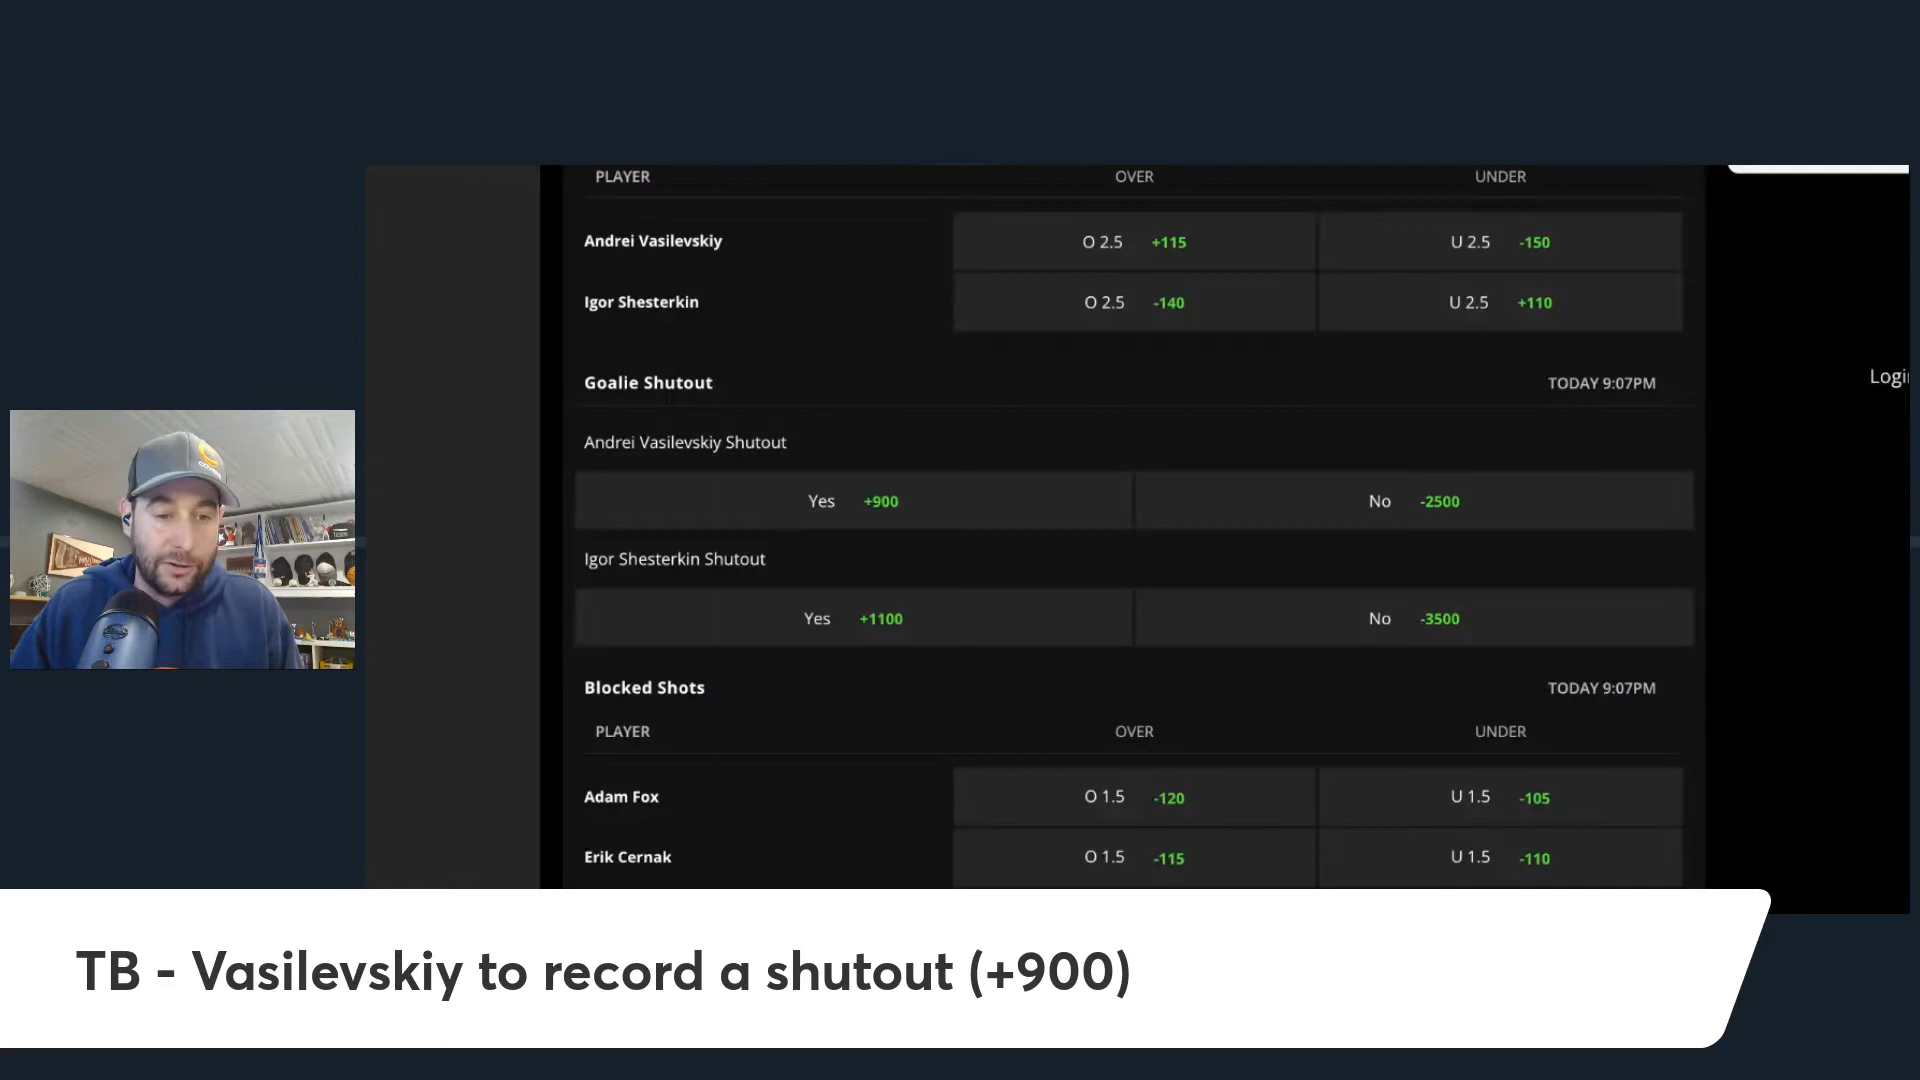 PLAYER OVER UNDER
Andrei Vasilevskiy O 2.5 +115 U 2.5 -150
Igor Shesterkin O 2.5 -140 U 2.5 +110
Goalie Shutout TODAY 9:07PM
Andrei Vasilevskiy Shutout
Yes +900 No -2500
Igor Shesterkin Shutout
Yes +1100 No -3500
Blocked Shots TODAY 9:07PM
PLAYER OVER UNDER
Adam Fox O 1.5 -120 U 1.5 -105
Erik Cernak O 1.5 -115 U 1.5 -110
TB - Vasilevskiy to record a shutout (+900)